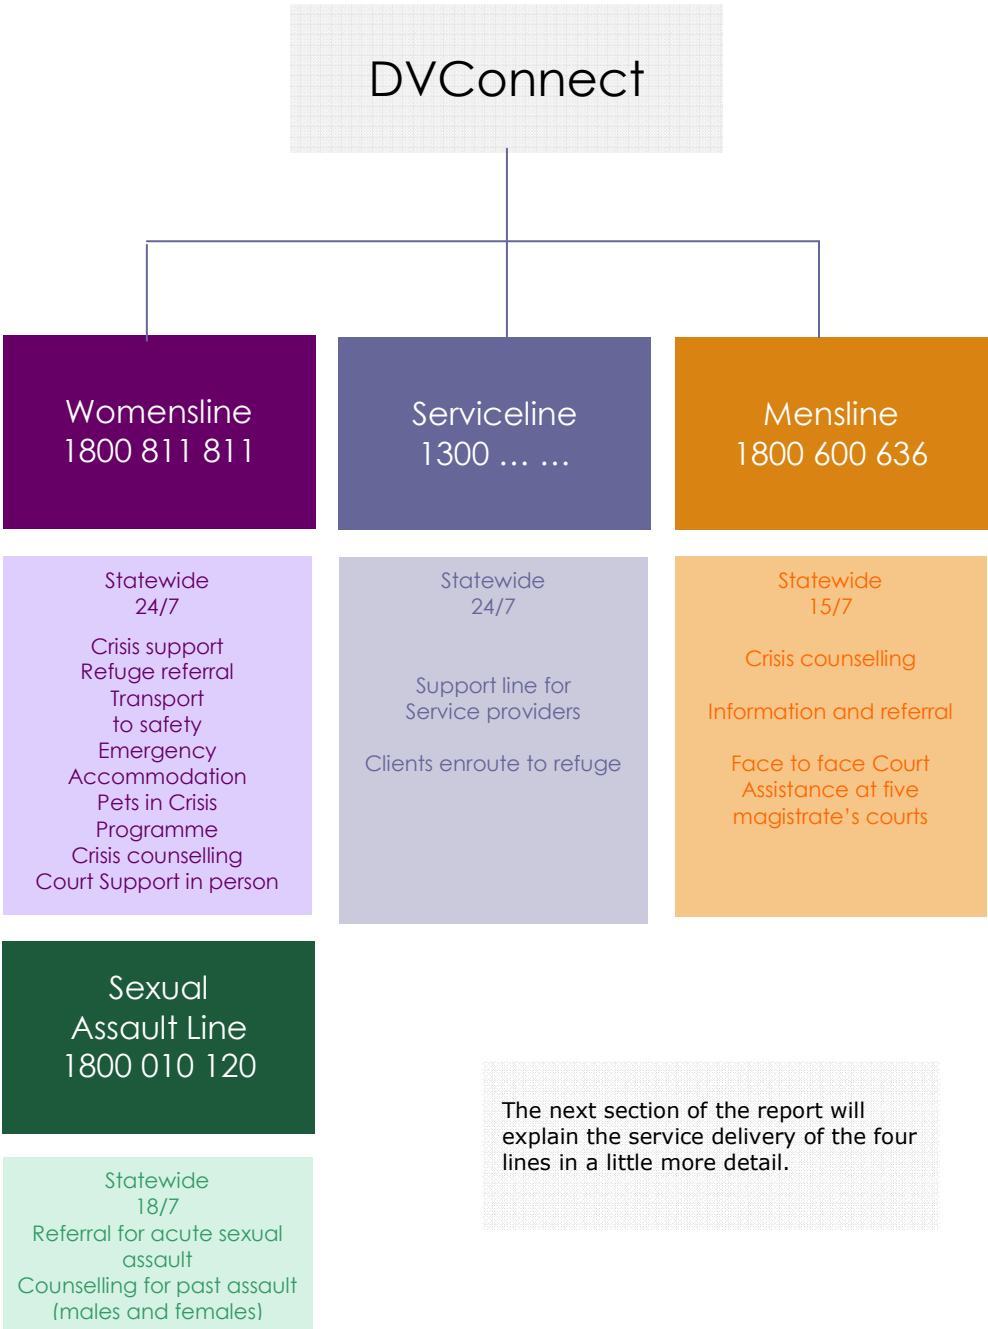 DVConnect
Womensline
1800 811 811
Serviceline
1300 ... ...
Mensline
1800 600 636
Statewide
24/7
Crisis support
Refuge referral
Transport
to safety
Emergency
Accommodation
Pets in Crisis
Programme
Crisis counselling
Court Support in person
Statewide
24/7
Support line for
Service providers
Clients enroute to refuge
Statewide
15/7
Crisis counselling
Information and referral
Face to face Court
Assistance at five
magistrate’s courts
Sexual
Assault Line
1800 010 120
Statewide
18/7
Referral for acute sexual
assault
Counselling for past assault
(males and females)
The next section of the report will
explain the service delivery of the four
lines in a little more detail.